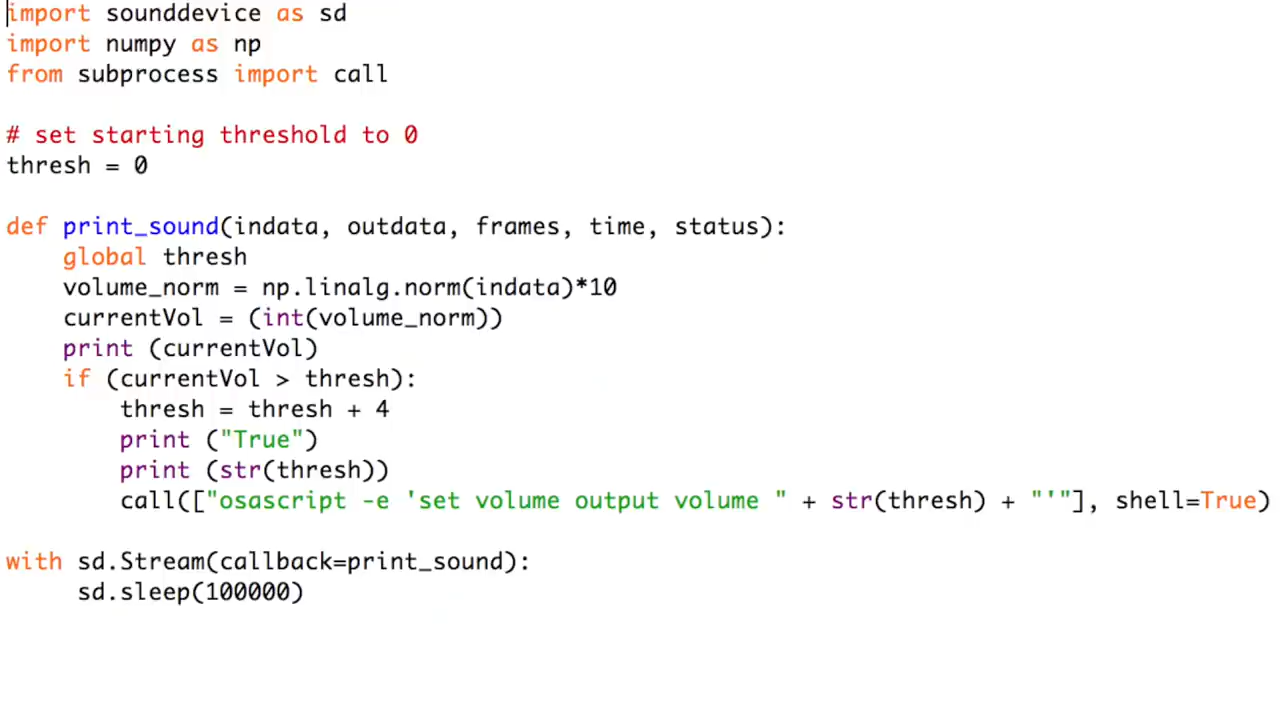 import sounddevice as sd
import numpy as np
from subprocess import call

# set starting threshold to 0
thresh = 0

def print_sound(indata, outdata, frames, time, status):
    global thresh
    volume_norm = np.linalg.norm(indata)*10
    currentVol = (int(volume_norm))
    print (currentVol)
    if (currentVol > thresh):
        thresh = thresh + 4
        print ("True")
        print (str(thresh))
        call(["osascript -e 'set volume output volume " + str(thresh) + "'"], shell=True)

with sd.Stream(callback=print_sound):
     sd.sleep(100000)